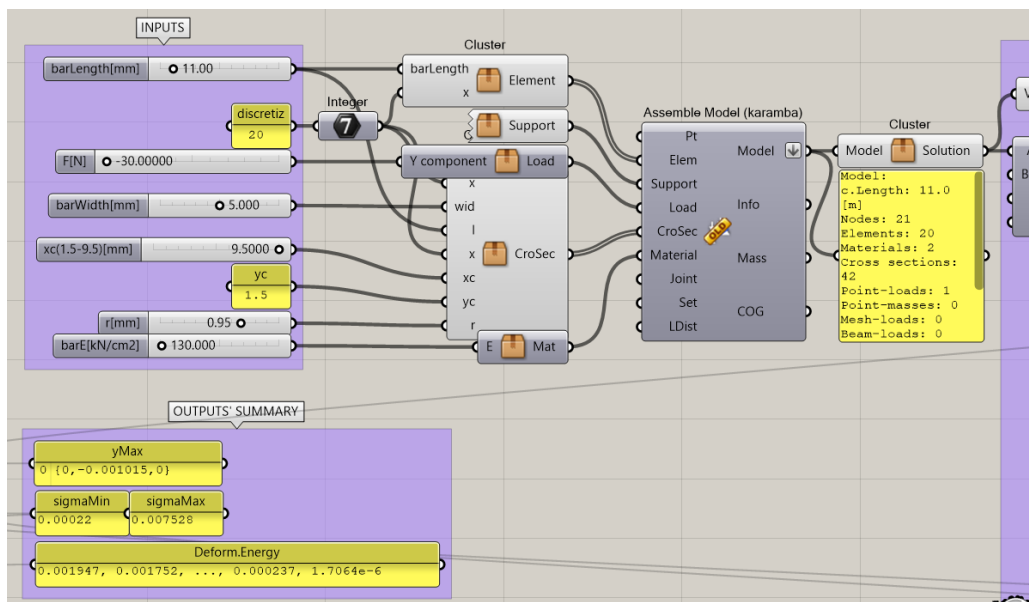 INPUTS
barLength[mm] 11.00
discretiz
20
Integer
7
F[N] -30.00000
barWidth[mm] 5.000
xc(1.5-9.5)[mm] 9.5000
yc
1.5
r[mm] 0.95
barE[kN/cm2] 130.000
Cluster
barLength
x
Element
Support
Y component Load
x
wid
l
x
xc
yc
r
CroSec
E Mat
Assemble Model (karamba)
Pt
Elem
Support
Load
CroSec
Material
Joint
Set
LDist
Model
Info
Mass
COG
OLD
Cluster
Model Solution
Model:
c.Length: 11.0
[m]
Nodes: 21
Elements: 20
Materials: 2
Cross sections:
42
Point-loads: 1
Point-masses: 0
Mesh-loads: 0
Beam-loads: 0
V
A
B
OUTPUTS' SUMMARY
yMax
0 {0,-0.001015,0}
sigmaMin
0.00022
sigmaMax
0.007528
Deform.Energy
0.001947, 0.001752, ..., 0.000237, 1.7064e-6